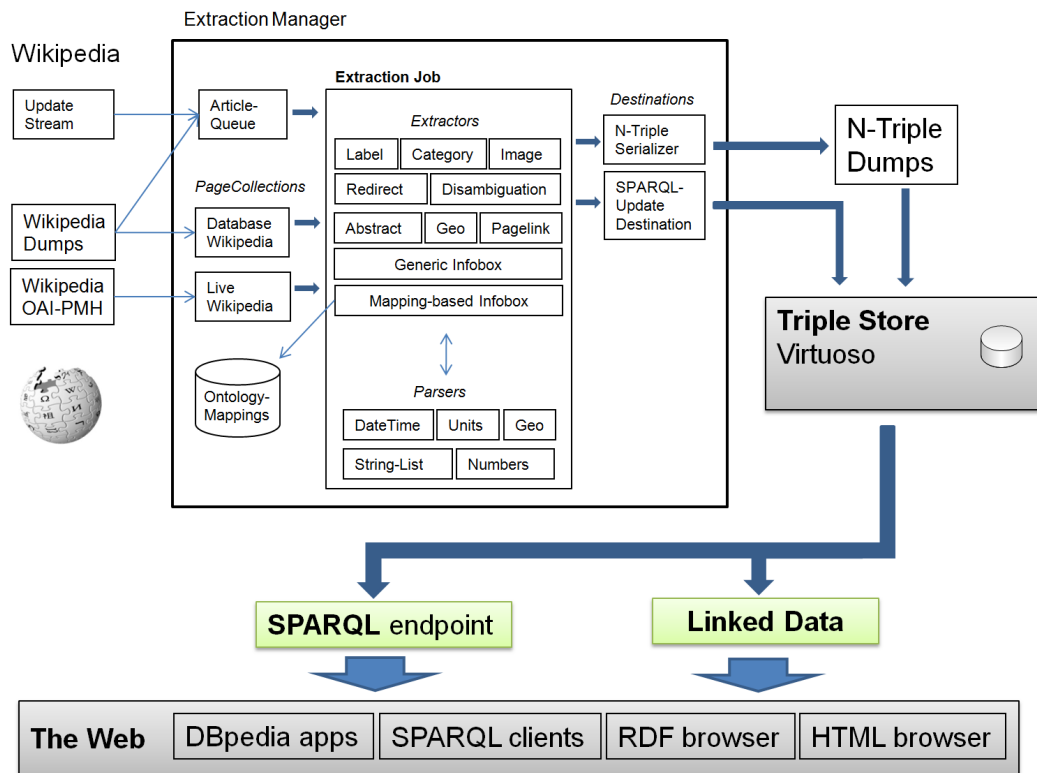 Extraction Manager
Wikipedia
Update
Stream
Wikipedia
Dumps
Wikipedia
OAI-PMH
Article-
Queue
PageCollections
Database
Wikipedia
Live
Wikipedia
Ontology-
Mappings
Extraction Job
Extractors
Label
Category
Image
Redirect
Disambiguation
Abstract
Geo
Pagelink
Generic Infobox
Mapping-based Infobox
Parsers
DateTime
Units
Geo
String-List
Numbers
Destinations
N-Triple
Serializer
SPARQL-
Update
Destination
N-Triple
Dumps
Triple Store
Virtuoso
SPARQL endpoint
Linked Data
The Web
DBpedia apps
SPARQL clients
RDF browser
HTML browser